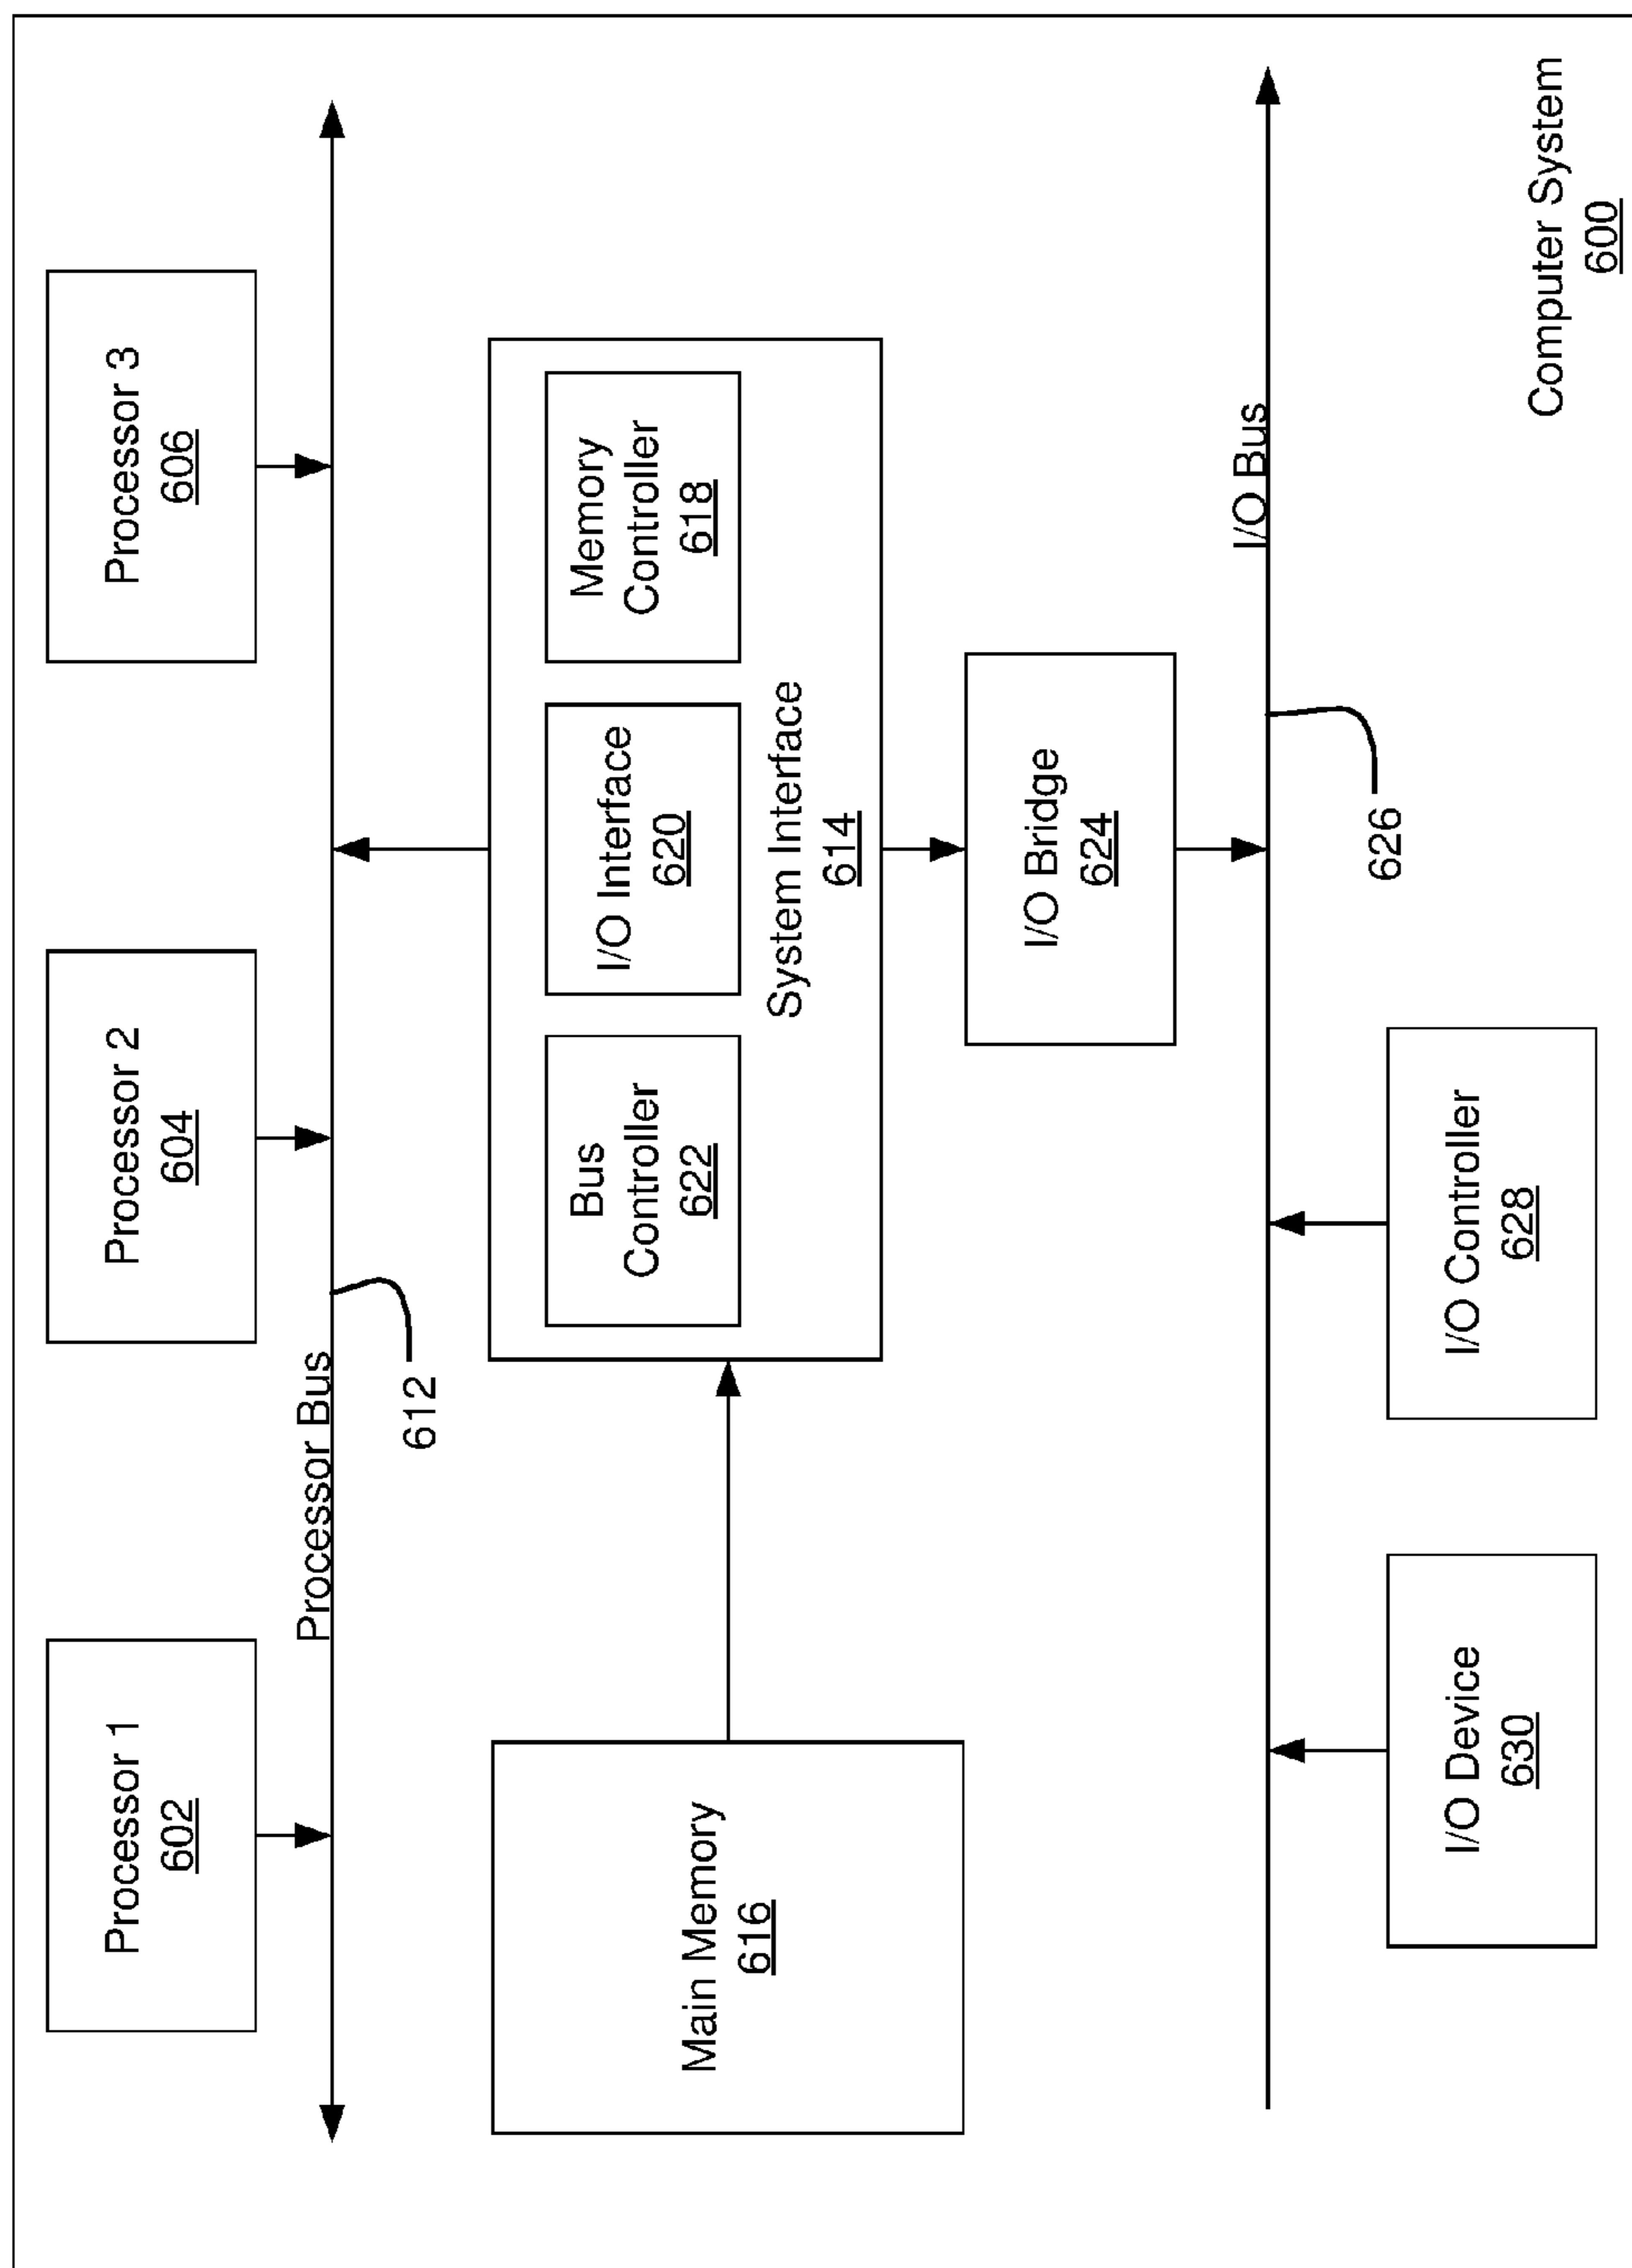 Processor 1
602
Processor 2
604
Processor 3
606
Processor Bus
612
Main Memory
616
Bus
Controller
622
I/O Interface
620
Memory
Controller
618
System Interface
614
I/O Bridge
624
I/O Bus
626
I/O Device
630
I/O Controller
628
Computer System
600